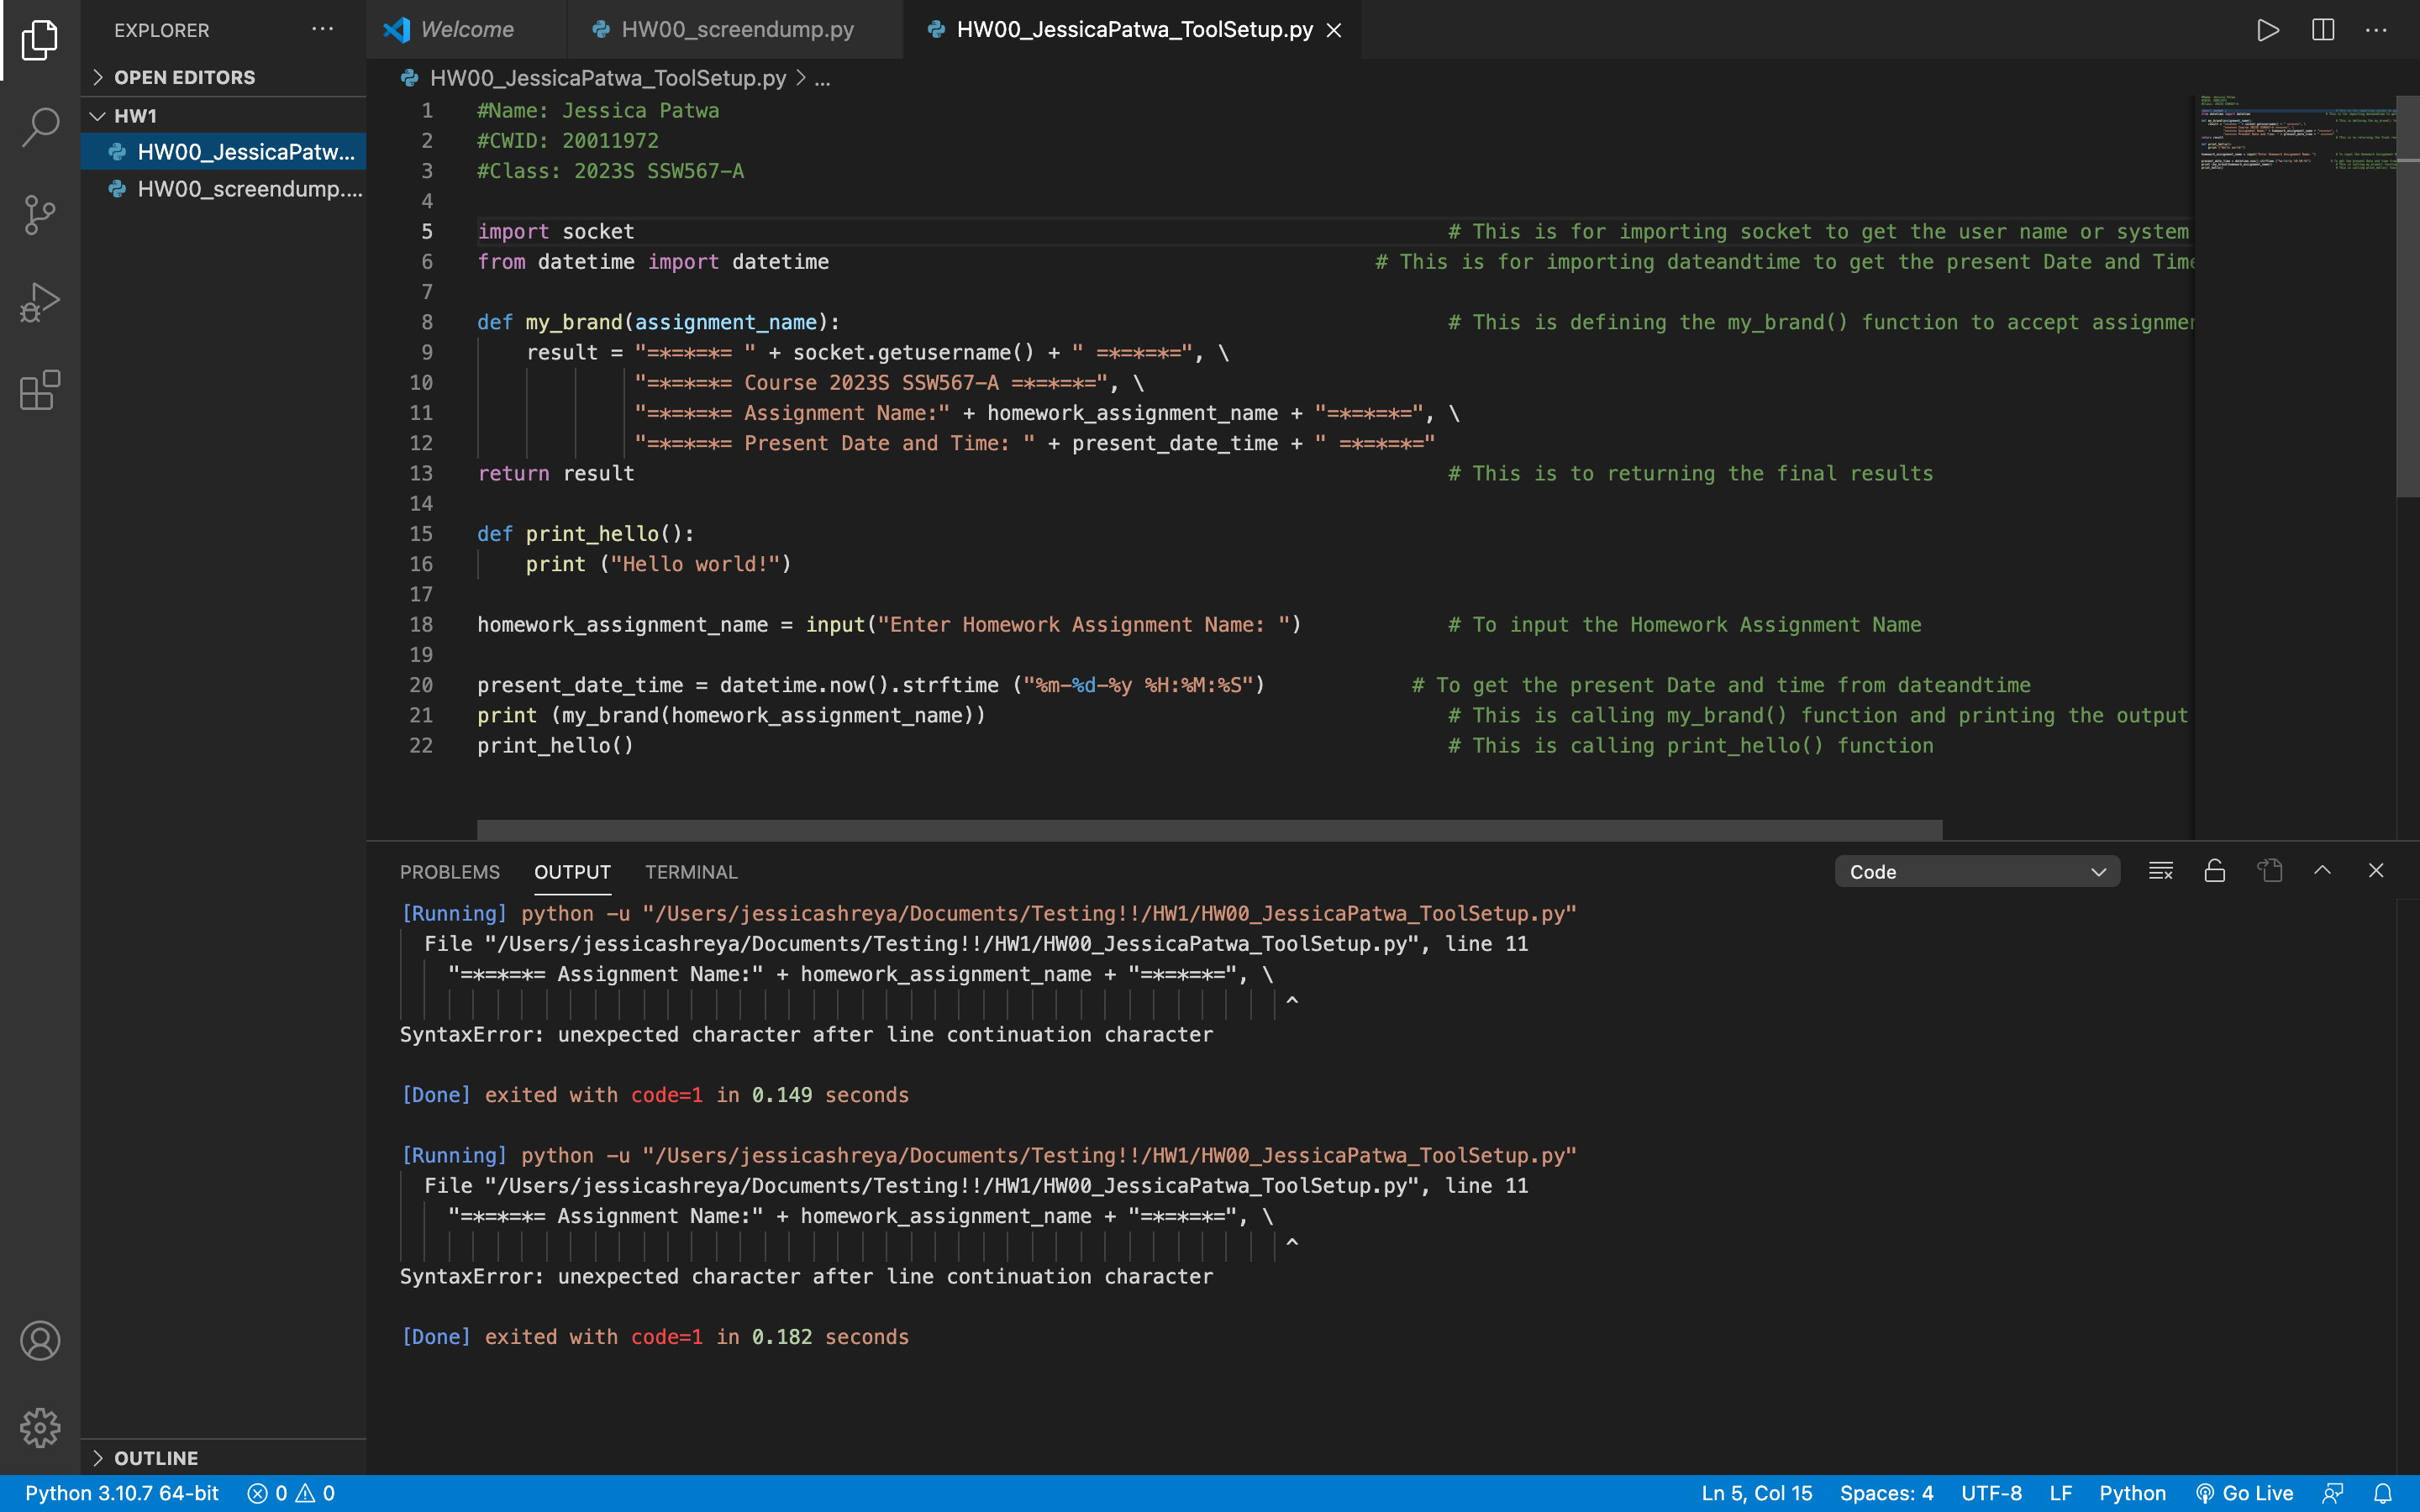 EXPLORER
OPEN EDITORS
HW1
HW00_JessicaPatw...
HW00_screendump....
OUTLINE
Welcome
HW00_screendump.py
HW00_JessicaPatwa_ToolSetup.py
HW00_JessicaPatwa_ToolSetup.py > ...
1 #Name: Jessica Patwa
2 #CWID: 20011972
3 #Class: 2023S SSW567-A
4
5 import socket # This is for importing socket to get the user name or system
6 from datetime import datetime # This is for importing dateandtime to get the present Date and Time
7
8 def my_brand(assignment_name): # This is defining the my_brand() function to accept assignmen
9 result = "=*=*=*= " + socket.getusername() + " =*=*=*=", \
10 "=*=*=*= Course 2023S SSW567-A =*=*=*=", \
11 "=*=*=*= Assignment Name:" + homework_assignment_name + "=*=*=*=", \
12 "=*=*=*= Present Date and Time: " + present_date_time + " =*=*=*="
13 return result # This is to returning the final results
14
15 def print_hello():
16 print ("Hello world!")
17
18 homework_assignment_name = input("Enter Homework Assignment Name: ") # To input the Homework Assignment Name
19
20 present_date_time = datetime.now().strftime ("%m-%d-%y %H:%M:%S") # To get the present Date and time from dateandtime
21 print (my_brand(homework_assignment_name)) # This is calling my_brand() function and printing the output
22 print_hello() # This is calling print_hello() function
PROBLEMS OUTPUT TERMINAL Code
[Running] python -u "/Users/jessicashreya/Documents/Testing!!/HW1/HW00_JessicaPatwa_ToolSetup.py"
File "/Users/jessicashreya/Documents/Testing!!/HW1/HW00_JessicaPatwa_ToolSetup.py", line 11
"=*=*=*= Assignment Name:" + homework_assignment_name + "=*=*=*=", \
^
SyntaxError: unexpected character after line continuation character
[Done] exited with code=1 in 0.149 seconds
[Running] python -u "/Users/jessicashreya/Documents/Testing!!/HW1/HW00_JessicaPatwa_ToolSetup.py"
File "/Users/jessicashreya/Documents/Testing!!/HW1/HW00_JessicaPatwa_ToolSetup.py", line 11
"=*=*=*= Assignment Name:" + homework_assignment_name + "=*=*=*=", \
^
SyntaxError: unexpected character after line continuation character
[Done] exited with code=1 in 0.182 seconds
Python 3.10.7 64-bit 0 0 Ln 5, Col 15 Spaces: 4 UTF-8 LF Python Go Live